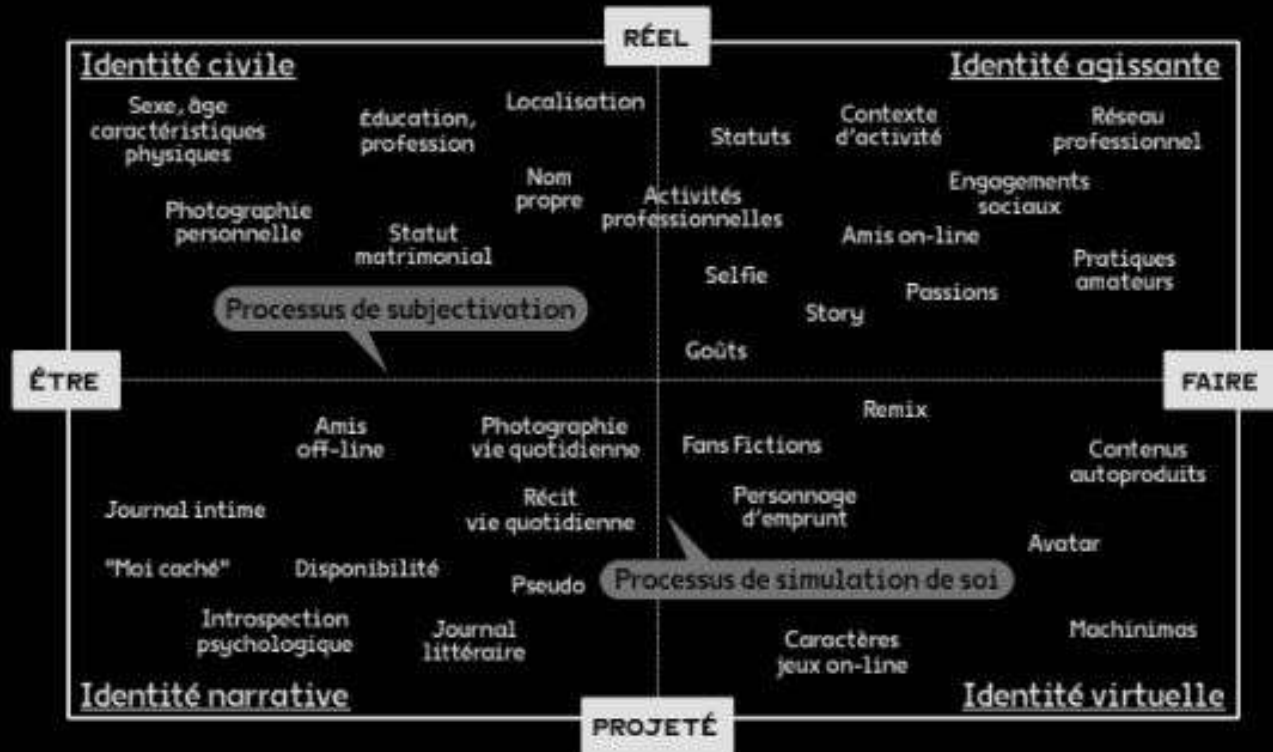 RÉEL
Identité civile
Identité agissante
Sexe, âge
caractéristiques
physiques
Éducation,
profession
Localisation
Nom
propre
Photographie
personnelle
Statut
matrimonial
Processus de subjectivation
Statuts
Contexte
d'activité
Réseau
professionnel
Activités
professionnelles
Engagements
sociaux
Amis on-line
Selfie
Passions
Pratiques
amateurs
Story
Goûts
ÊTRE
FAIRE
Amis
off-line
Photographie
vie quotidienne
Journal intime
Récit
vie quotidienne
"Moi caché"
Disponibilité
Pseudo
Introspection
psychologique
Journal
littéraire
Identité narrative
Remix
Fans Fictions
Contenus
autoproduits
Personnage
d'emprunt
Avatar
Processus de simulation de soi
Caractères
jeux on-line
Machinimas
Identité virtuelle
PROJETÉ